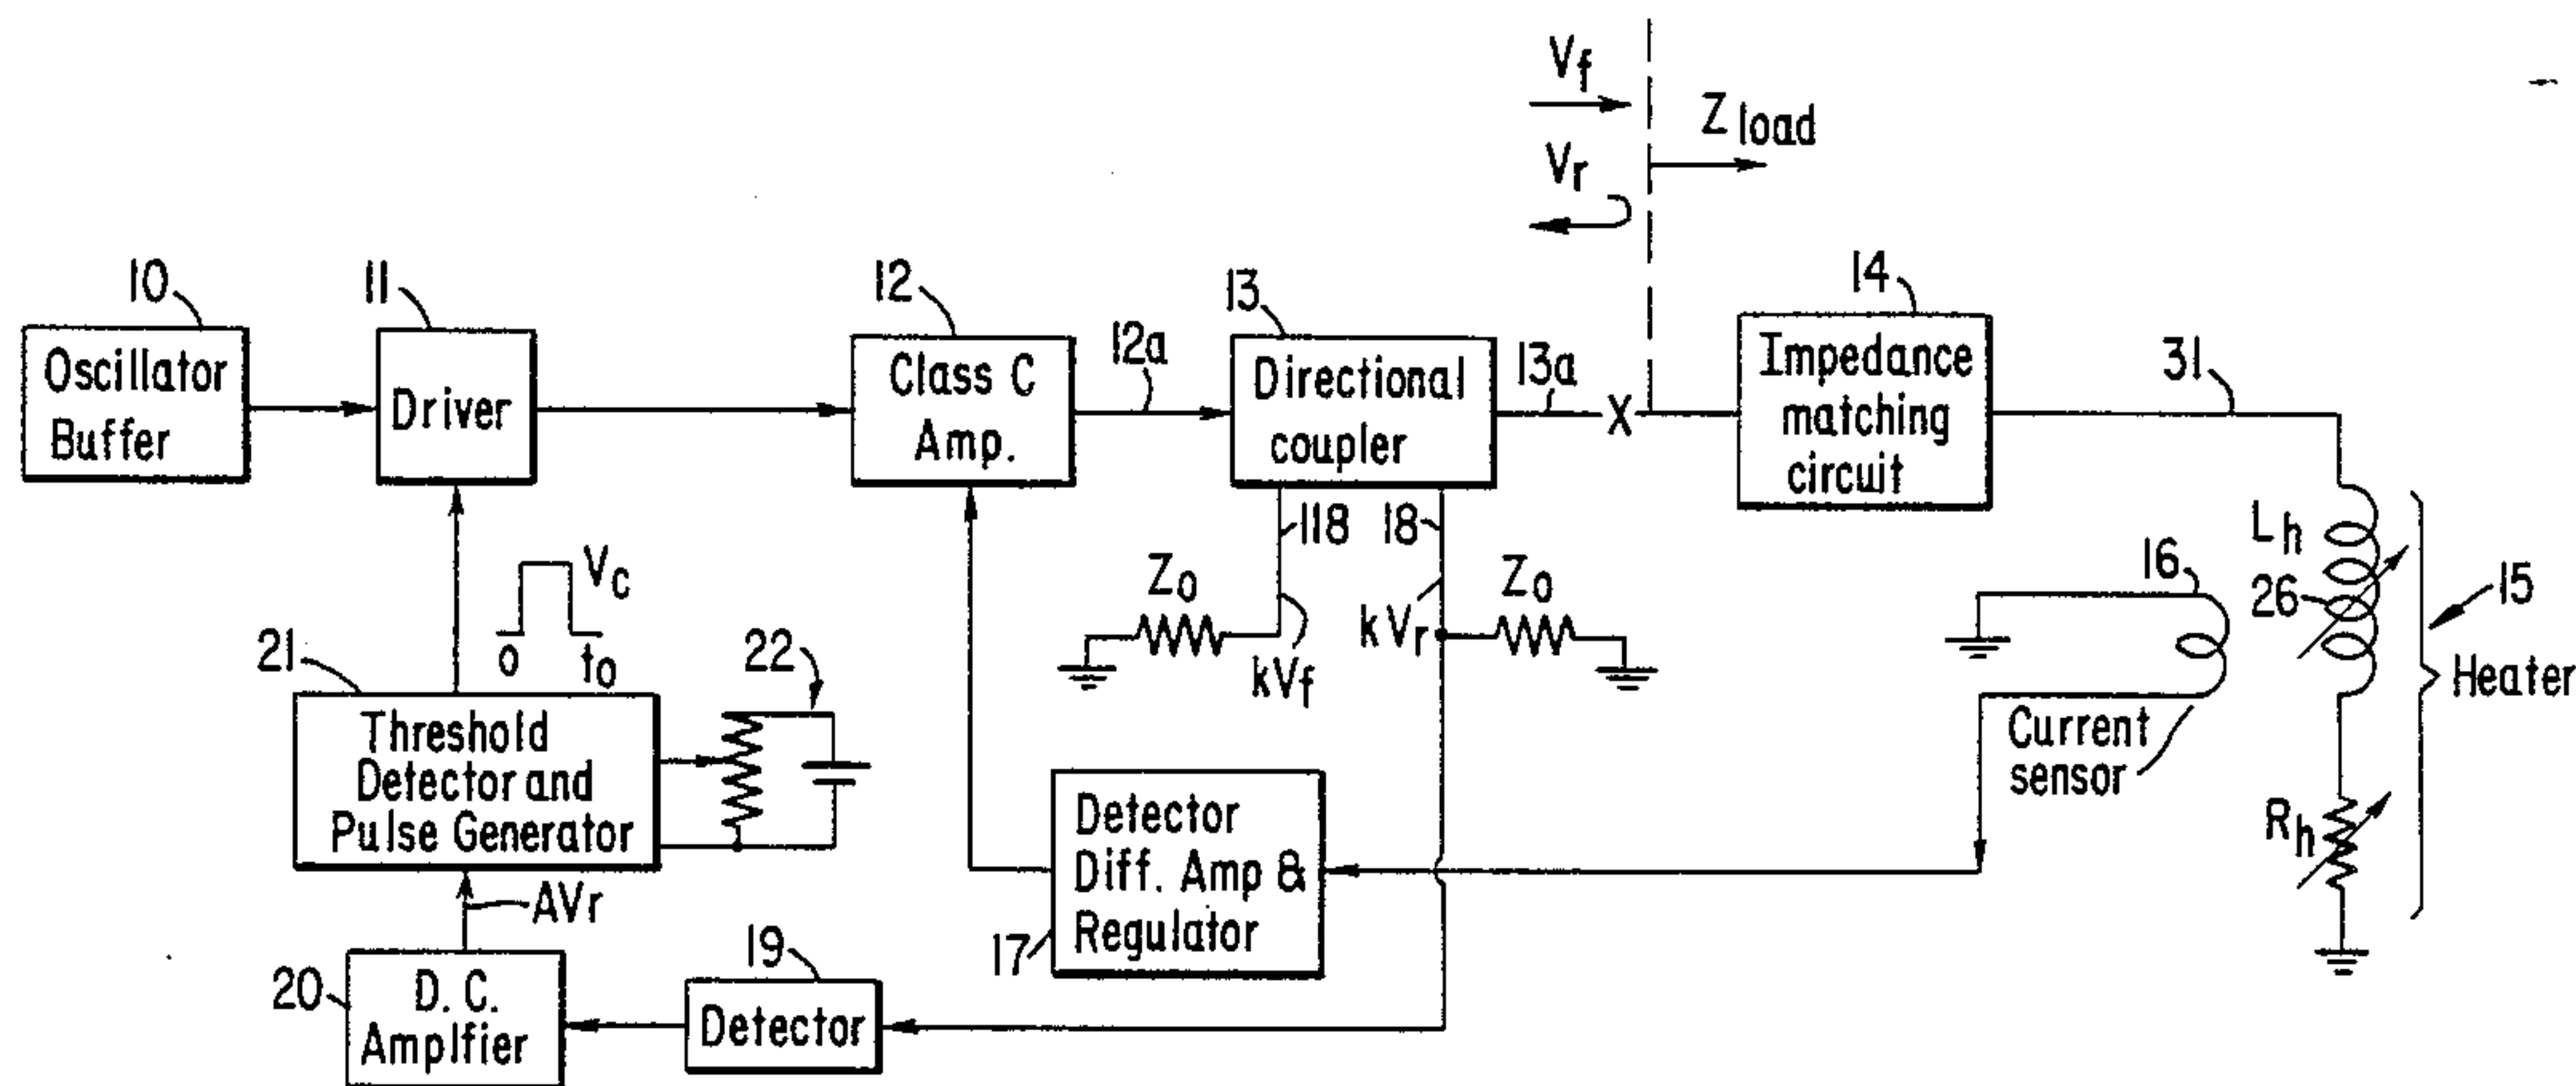 Vf
Zload
Vr
10
11
12
13
14
Oscillator
Buffer
Driver
Class C
Amp.
12a
Directional
coupler
13a
X
Impedance
matching
circuit
31
118
18
Zo
kVf
kVr
Zo
Lh
26
16
15
Heater
Current
sensor
Rh
Vc
o
to
21
22
Threshold
Detector and
Pulse Generator
AVr
Detector
Diff. Amp &
Regulator
17
19
20
D. C.
Amplfier
Detector